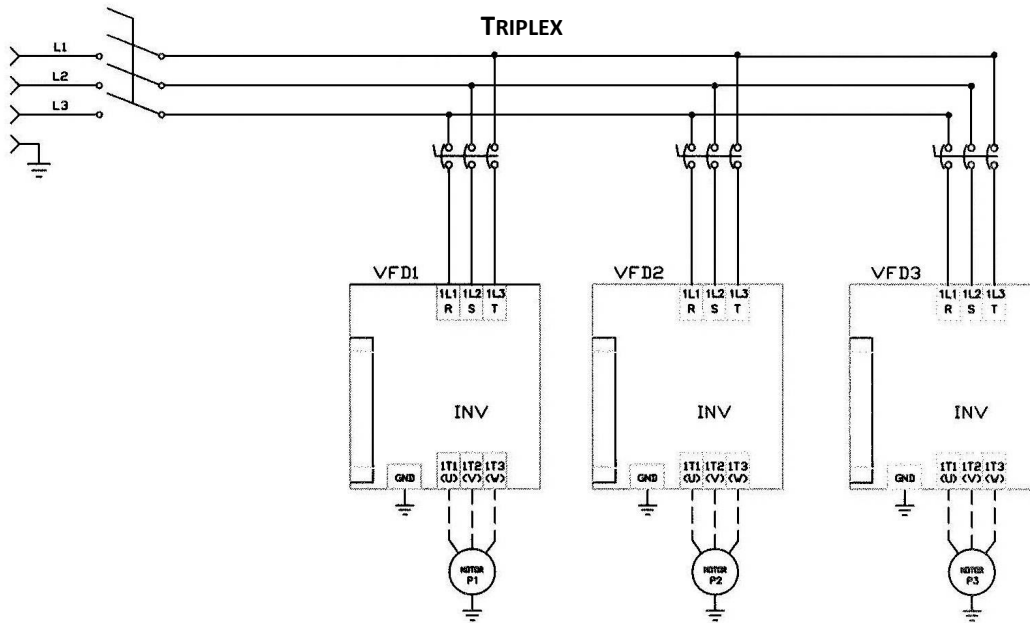 TRIPLEX
L1
L2
L3
VFD1
VFD2
VFD3
1L1 1L2 1L3
R S T
1L1 1L2 1L3
R S T
1L1 1L2 1L3
R S T
INV
INV
INV
GND
1T1 1T2 1T3
(U) (V) (W)
GND
1T1 1T2 1T3
(U) (V) (W)
GND
1T1 1T2 1T3
(U) (V) (W)
MOTOR
P1
MOTOR
P2
MOTOR
P3